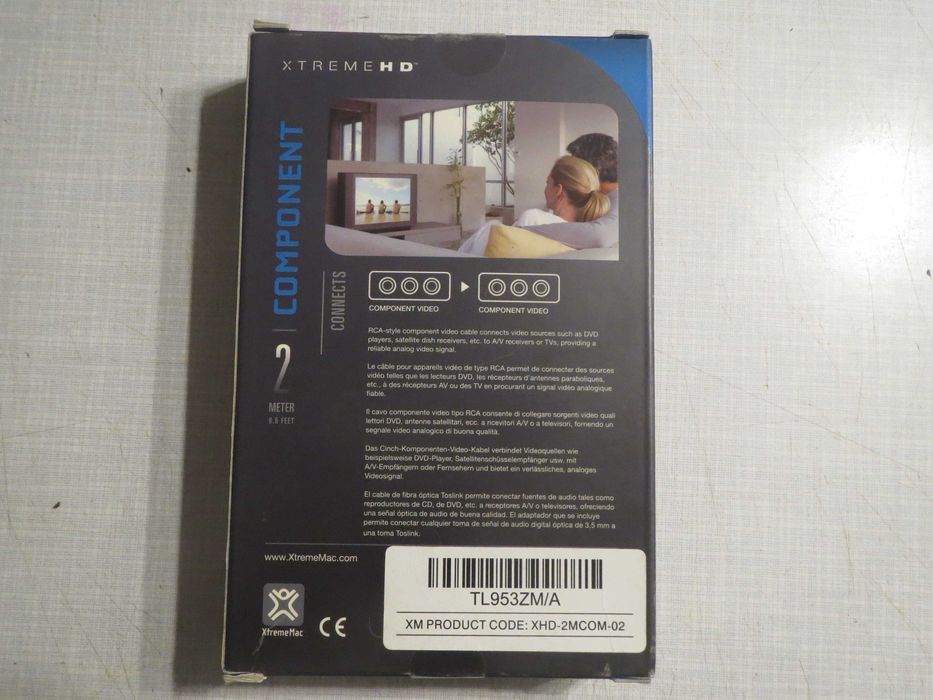 XTREMEHD™
COMPONENT
2
METER
6.6 FEET
CONNECTS
COMPONENT VIDEO
COMPONENT VIDEO
RCA-style component video cable connects video sources such as DVD
players, satellite dish receivers, etc. to A/V receivers or TVs, providing a
reliable analog video signal.
Le câble pour appareils vidéo de type RCA permet de connecter des sources
vidéo telles que les lecteurs DVD, les récepteurs d'antennes paraboliques,
etc., à des récepteurs AV ou des TV en procurant un signal vidéo analogique
fiable.
Il cavo componente video tipo RCA consente di collegare sorgenti video quali
lettori DVD, antenne satellitari, ecc. a ricevitori A/V o a televisori, fornendo un
segnale video analogico di buona qualità.
Das Cinch-Komponenten-Video-Kabel verbindet Videoquellen wie
beispielsweise DVD-Player, Satellitenschüsselempfänger usw. mit
A/V-Empfängern oder Fernsehern und bietet ein verlässliches, analoges
Videosignal.
El cable de fibra óptica Toslink permite conectar fuentes de audio tales como
reproductores de CD, de DVD, etc. a receptores A/V o televisores, ofreciendo
una señal óptica de audio de buena calidad. El adaptador que se incluye
permite conectar cualquier toma de señal de audio digital óptica de 3,5 mm a
una toma Toslink.
www.XtremeMac.com
XtremeMac
CE
TL953ZM/A
XM PRODUCT CODE: XHD-2MCOM-02